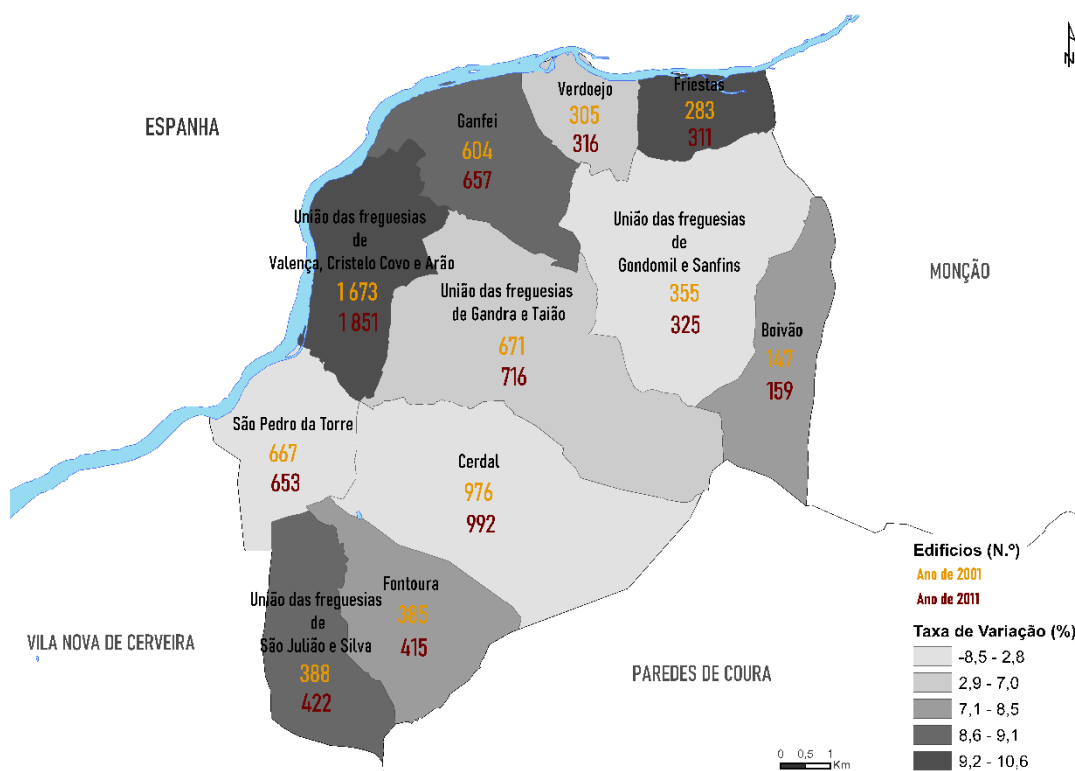 N
ESPANHA
Verdoejo
305
316
Friestas
283
311
Ganfei
604
657
União das freguesias
de
Valença, Cristelo Covo e Arão
1 673
1 851
União das freguesias
de
Gondomil e Sanfins
355
325
MONÇÃO
União das freguesias
de Gandra e Taião
671
716
Boivão
147
159
São Pedro da Torre
667
653
Cerdal
976
992
Fontoura
385
415
União das freguesias
de
São Julião e Silva
388
422
VILA NOVA DE CERVEIRA
PAREDES DE COURA
Edificios (N.º)
Ano de 2001
Ano de 2011
Taxa de Variação (%)
-8,5 - 2,8
2,9 - 7,0
7,1 - 8,5
8,6 - 9,1
9,2 - 10,6
0 0,5 1
Km